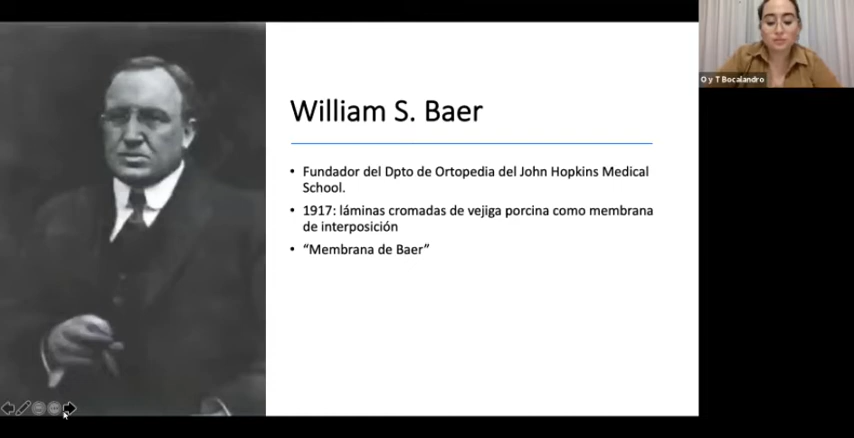 William S. Baer
• Fundador del Dpto de Ortopedia del John Hopkins Medical
School.
• 1917: láminas cromadas de vejiga porcina como membrana
de interposición
• “Membrana de Baer”
O y T Bocalandro